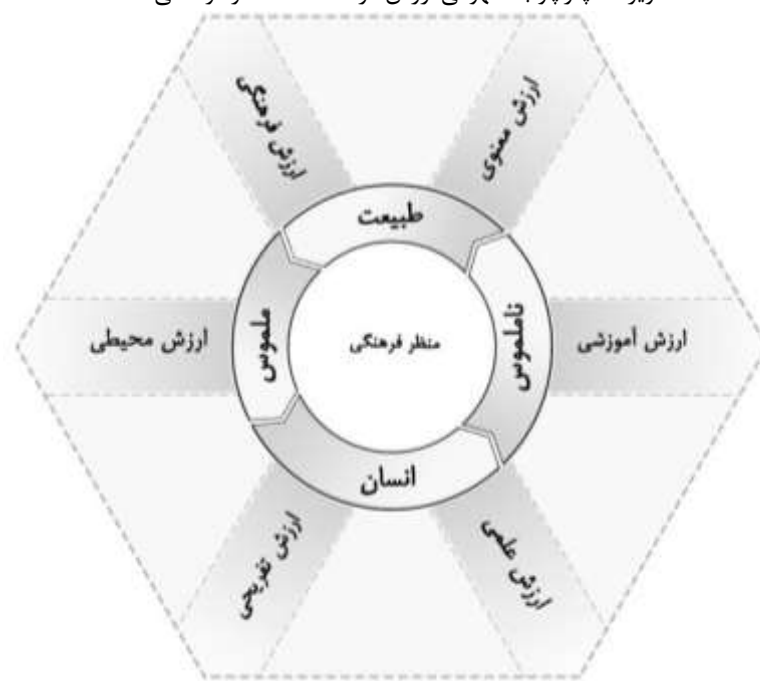 ارزش معنوی
ارزش فرهنگی
طبیعت
ناملموس
ملموس
ارزش آموزشی
منظر فرهنگی
ارزش محیطی
انسان
ارزش علمی
ارزش تفریحی